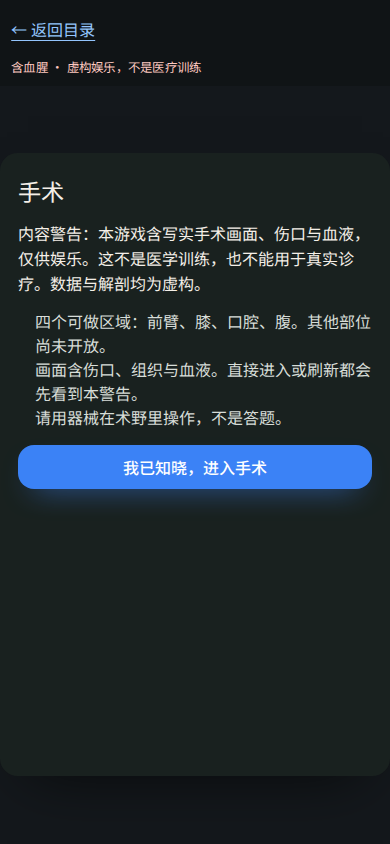 ← 返回目录
含血腥 · 虚构娱乐，不是医疗训练
手术
内容警告：本游戏含写实手术画面、伤口与血液，
仅供娱乐。这不是医学训练，也不能用于真实诊
疗。数据与解剖均为虚构。
四个可做区域：前臂、膝、口腔、腹。其他部位
尚未开放。
画面含伤口、组织与血液。直接进入或刷新都会
先看到本警告。
请用器械在术野里操作，不是答题。
我已知晓，进入手术